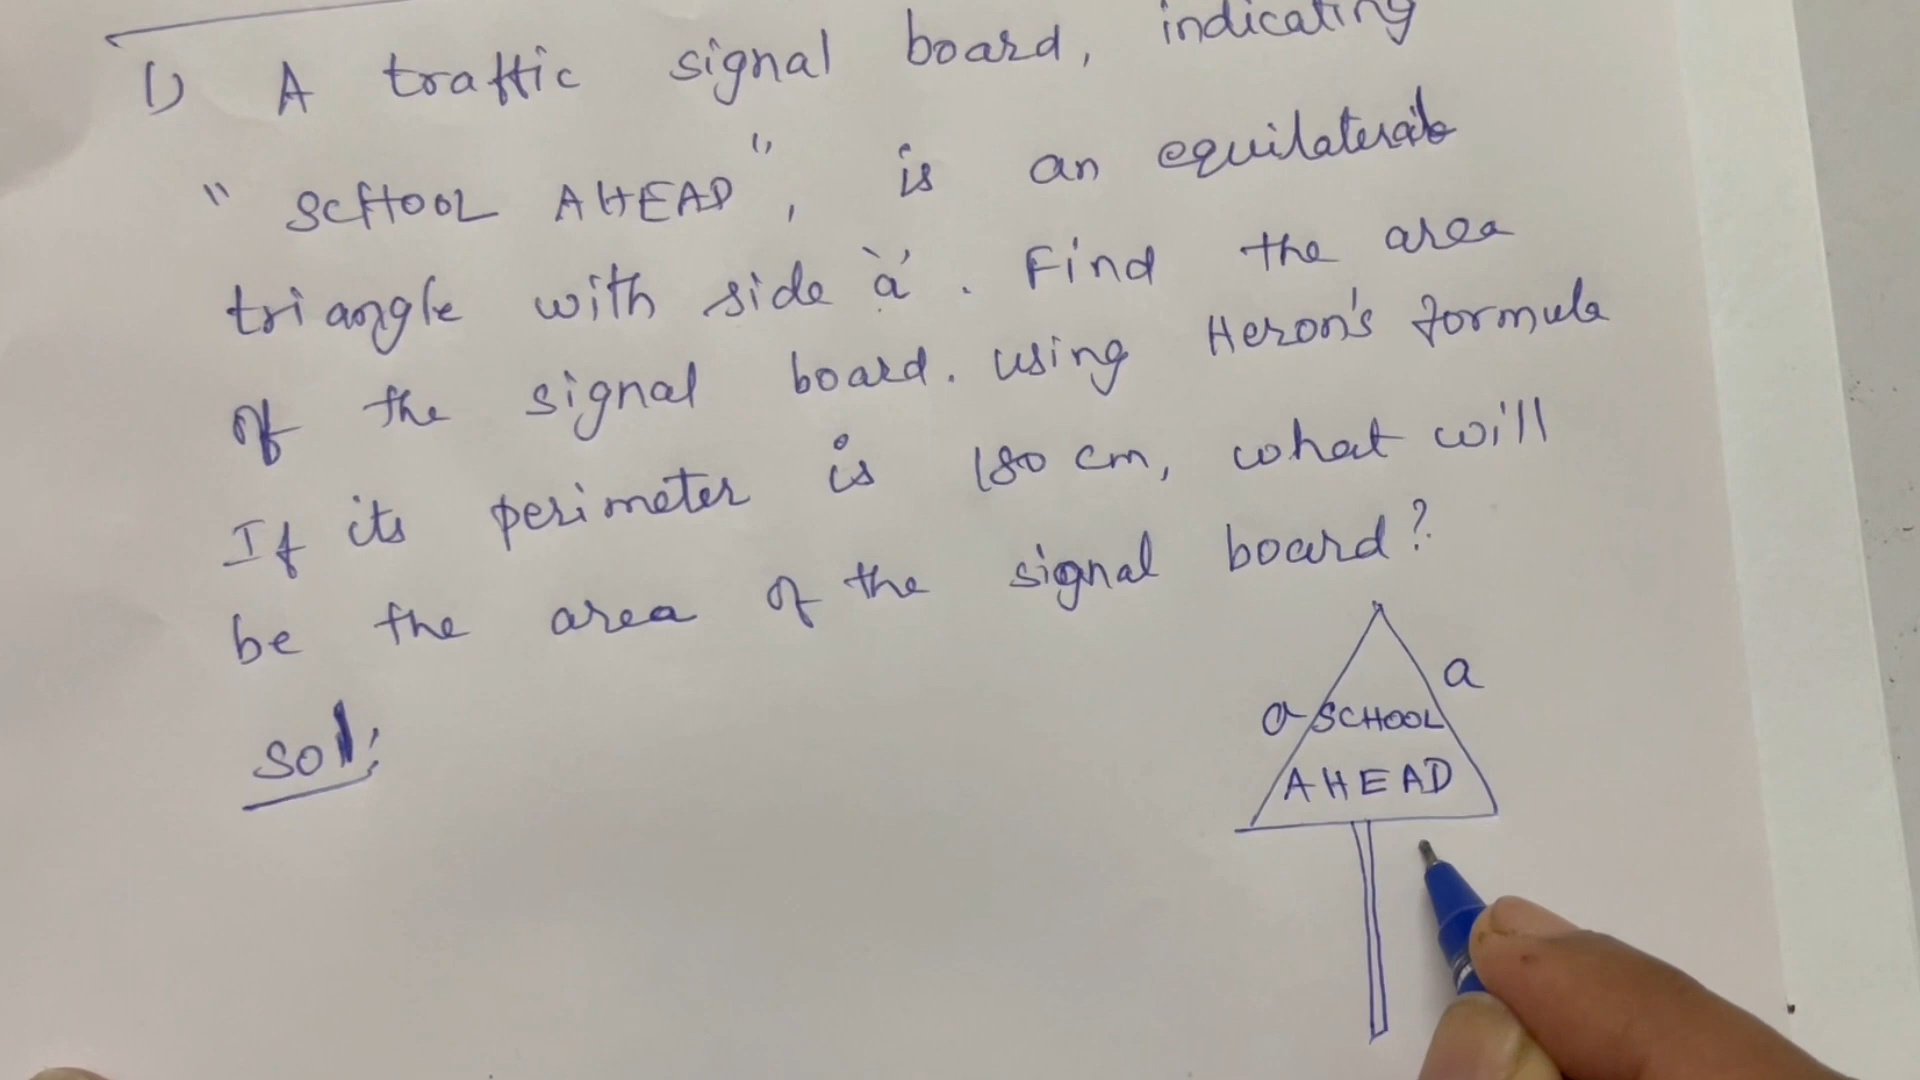 1) A traffic signal board, indicating
" SCHOOL AHEAD", is an equilateral
triangle with side 'a'. Find the area
of the signal board. using Heron's formula
If its perimeter is 180 cm, what will
be the area of the signal board?
a
a SCHOOL
AHEAD
Sol: